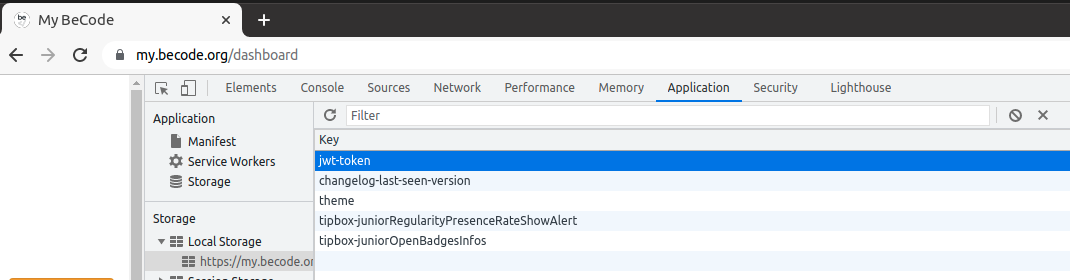 be
My BeCode
my.becode.org/dashboard
Elements Console Sources Network Performance Memory Application Security Lighthouse
Application
Manifest
Service Workers
Storage
Storage
Local Storage
https://my.becode.or
Filter
Key
jwt-token
changelog-last-seen-version
theme
tipbox-juniorRegularityPresenceRateShowAlert
tipbox-juniorOpenBadgesInfos